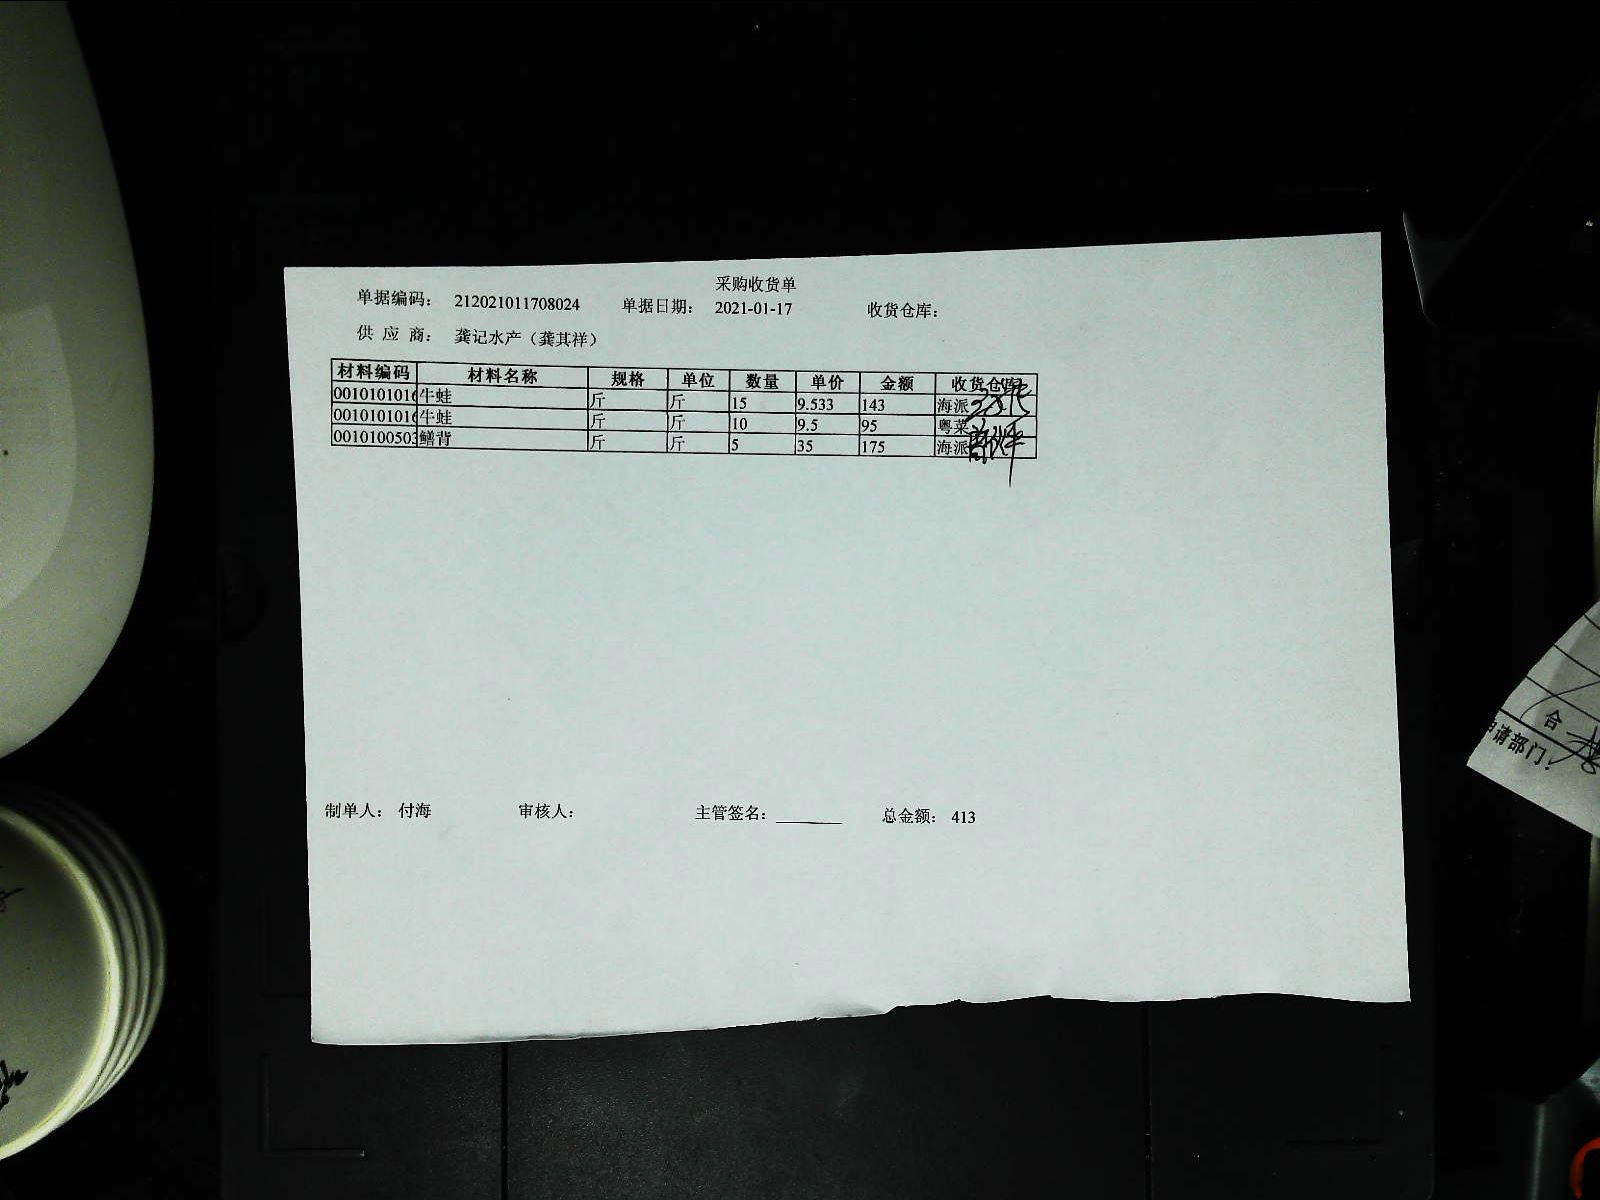 采购收货单
单据编码： 212021011708024 单据日期： 2021-01-17 收货仓库：
供 应 商： 龚记水产（龚其祥）
材料编码 材料名称 规格 单位 数量 单价 金额 收货仓库
0010101016 牛蛙 斤 斤 15 9.533 143 海派
0010101016 牛蛙 斤 斤 10 9.5 95 粤菜
0010100503 鳝背 斤 斤 5 35 175 海派
制单人： 付海 审核人： 主管签名： 总金额： 413
合
申请部门：